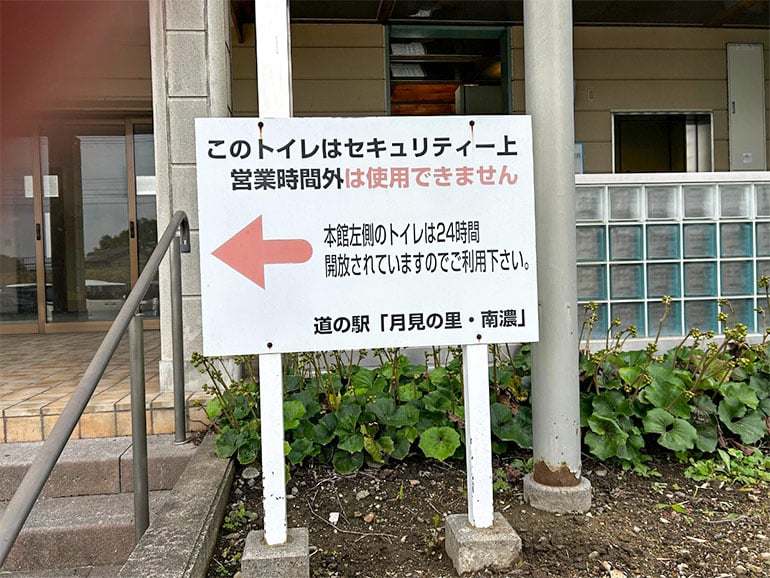 このトイレはセキュリティー上
営業時間外は使用できません
本館左側のトイレは24時間
開放されていますのでご利用下さい。
道の駅「月見の里・南濃」